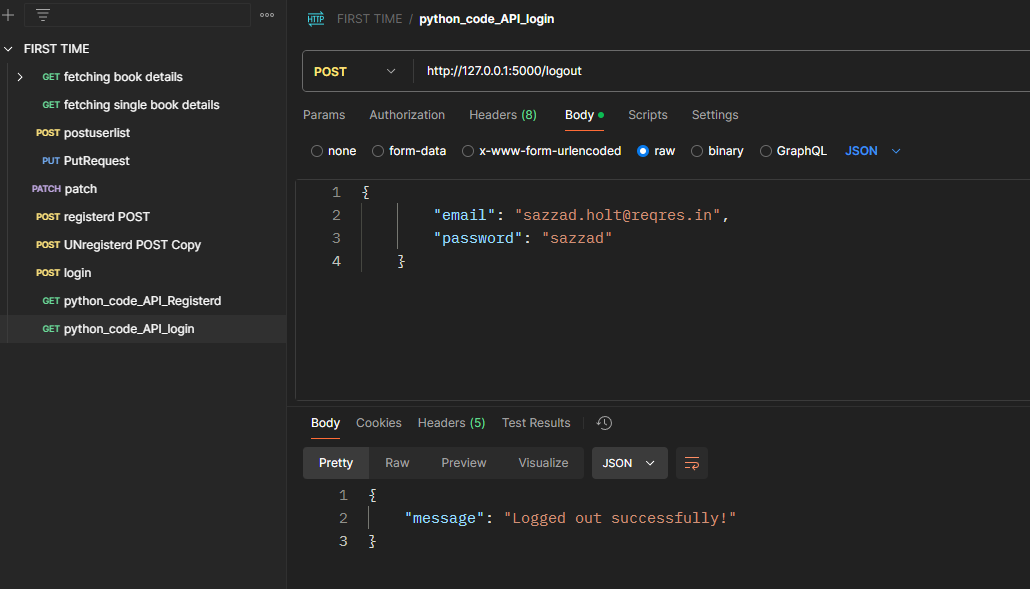 HTTP FIRST TIME / python_code_API_login
FIRST TIME
GET fetching book details
GET fetching single book details
POST postuserlist
PUT PutRequest
PATCH patch
POST registerd POST
POST UNregisterd POST Copy
POST login
GET python_code_API_Registerd
GET python_code_API_login
POST http://127.0.0.1:5000/logout
Params Authorization Headers (8) Body Scripts Settings
none form-data x-www-form-urlencoded raw binary GraphQL JSON
1 {
2 "email": "sazzad.holt@reqres.in",
3 "password": "sazzad"
4 }
Body Cookies Headers (5) Test Results
Pretty Raw Preview Visualize JSON
1 {
2 "message": "Logged out successfully!"
3 }